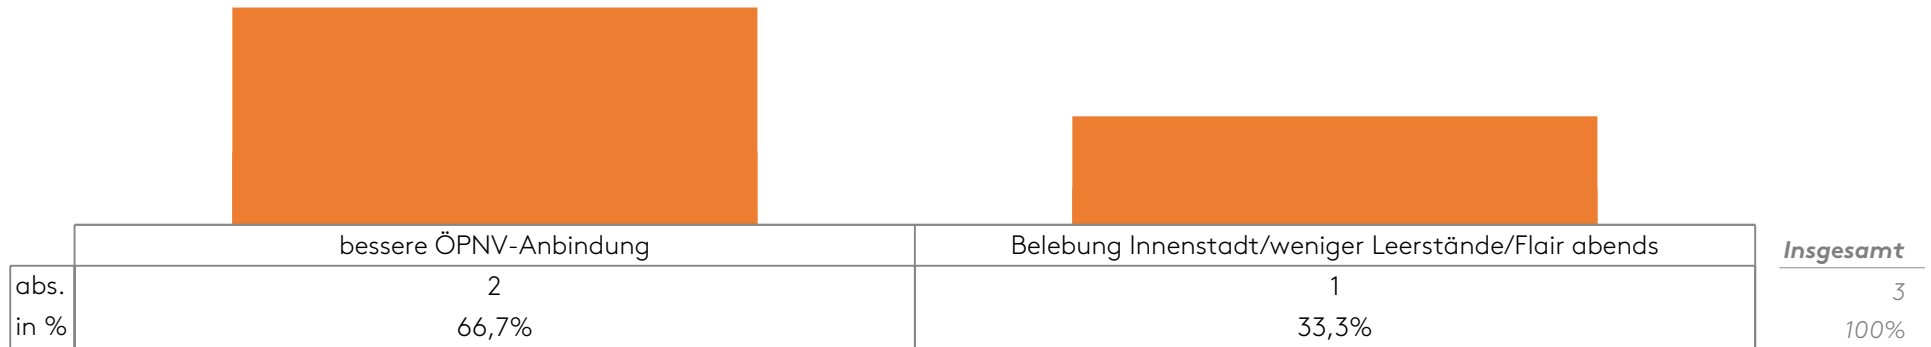 bessere ÖPNV-Anbindung Belebung Innenstadt/weniger Leerstände/Flair abends Insgesamt
abs. 2 1 3
in % 66,7% 33,3% 100%